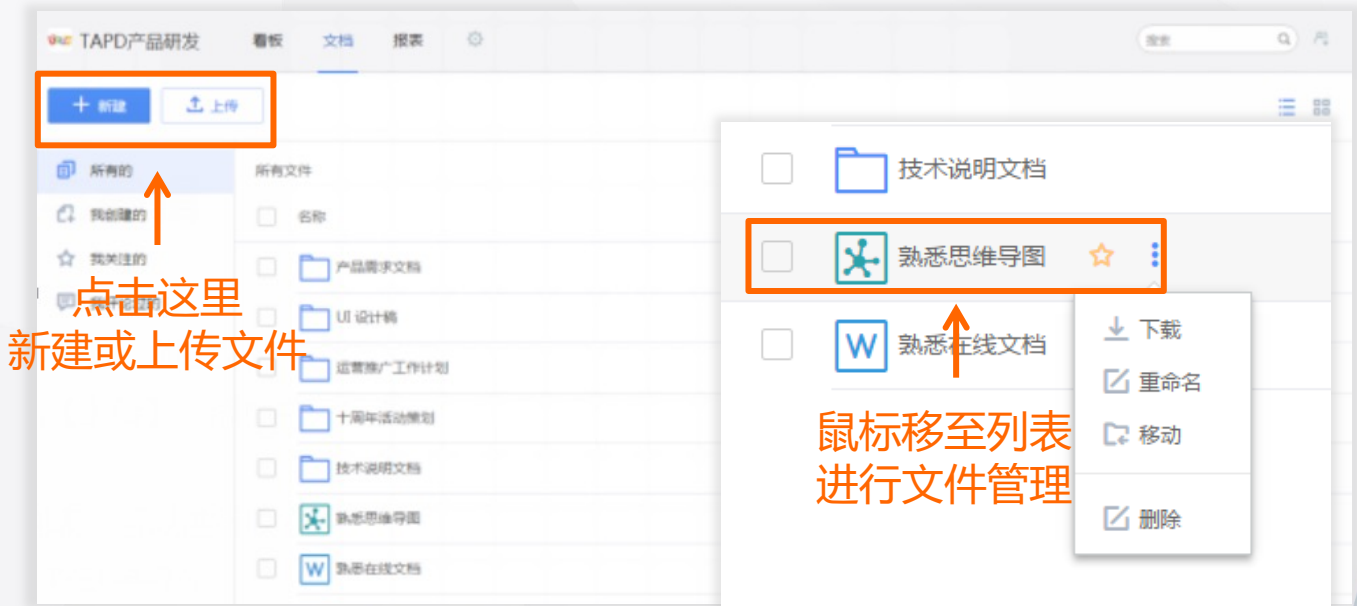 TAPD产品研发 看板 文档 报表 搜索
新建 上传
所有的
我创建的
我关注的
点击这里
新建或上传文件
所有文件
名称
产品需求文档
UI 设计稿
运营推广工作计划
十周年活动策划
技术说明文档
熟悉思维导图
W 熟悉在线文档
技术说明文档
熟悉思维导图
W 熟悉在线文档
鼠标移至列表
进行文件管理
下载
重命名
移动
删除